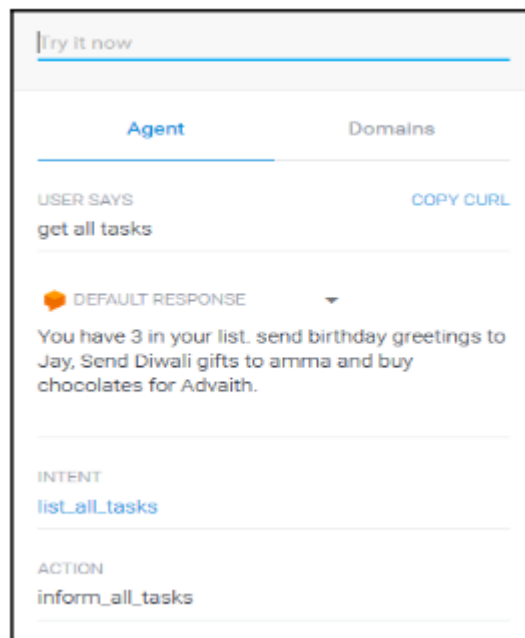 Try it now
Agent Domains
USER SAYS COPY CURL
get all tasks
DEFAULT RESPONSE
You have 3 in your list. send birthday greetings to
Jay, Send Diwali gifts to amma and buy
chocolates for Advaith.
INTENT
list_all_tasks
ACTION
inform_all_tasks